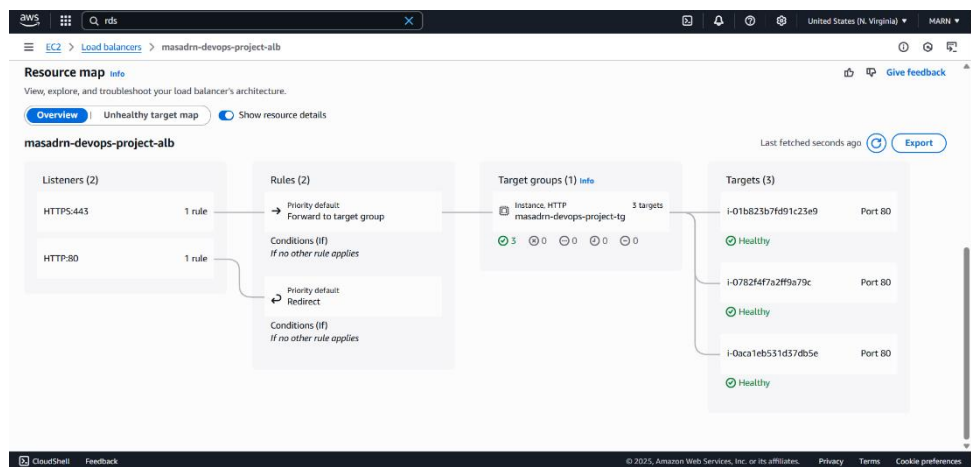 aws
rds
United States (N. Virginia)
MARN
EC2 > Load balancers > masadrn-devops-project-alb
Resource map Info
Give feedback
View, explore, and troubleshoot your load balancer's architecture.
Overview
Unhealthy target map
Show resource details
masadrn-devops-project-alb
Last fetched seconds ago
Export
Listeners (2)
HTTPS:443 1 rule
HTTP:80 1 rule
Rules (2)
Priority default
Forward to target group
Conditions (If)
If no other rule applies
Priority default
Redirect
Conditions (If)
If no other rule applies
Target groups (1) Info
Instance, HTTP 3 targets
masadrn-devops-project-tg
3 0 0 0 0
Targets (3)
i-01b823b7fd91c23e9 Port 80
Healthy
i-0782f4f7a2ff9a79c Port 80
Healthy
i-0aca1eb531d37db5e Port 80
Healthy
CloudShell Feedback © 2025, Amazon Web Services, Inc. or its affiliates. Privacy Terms Cookie preferences